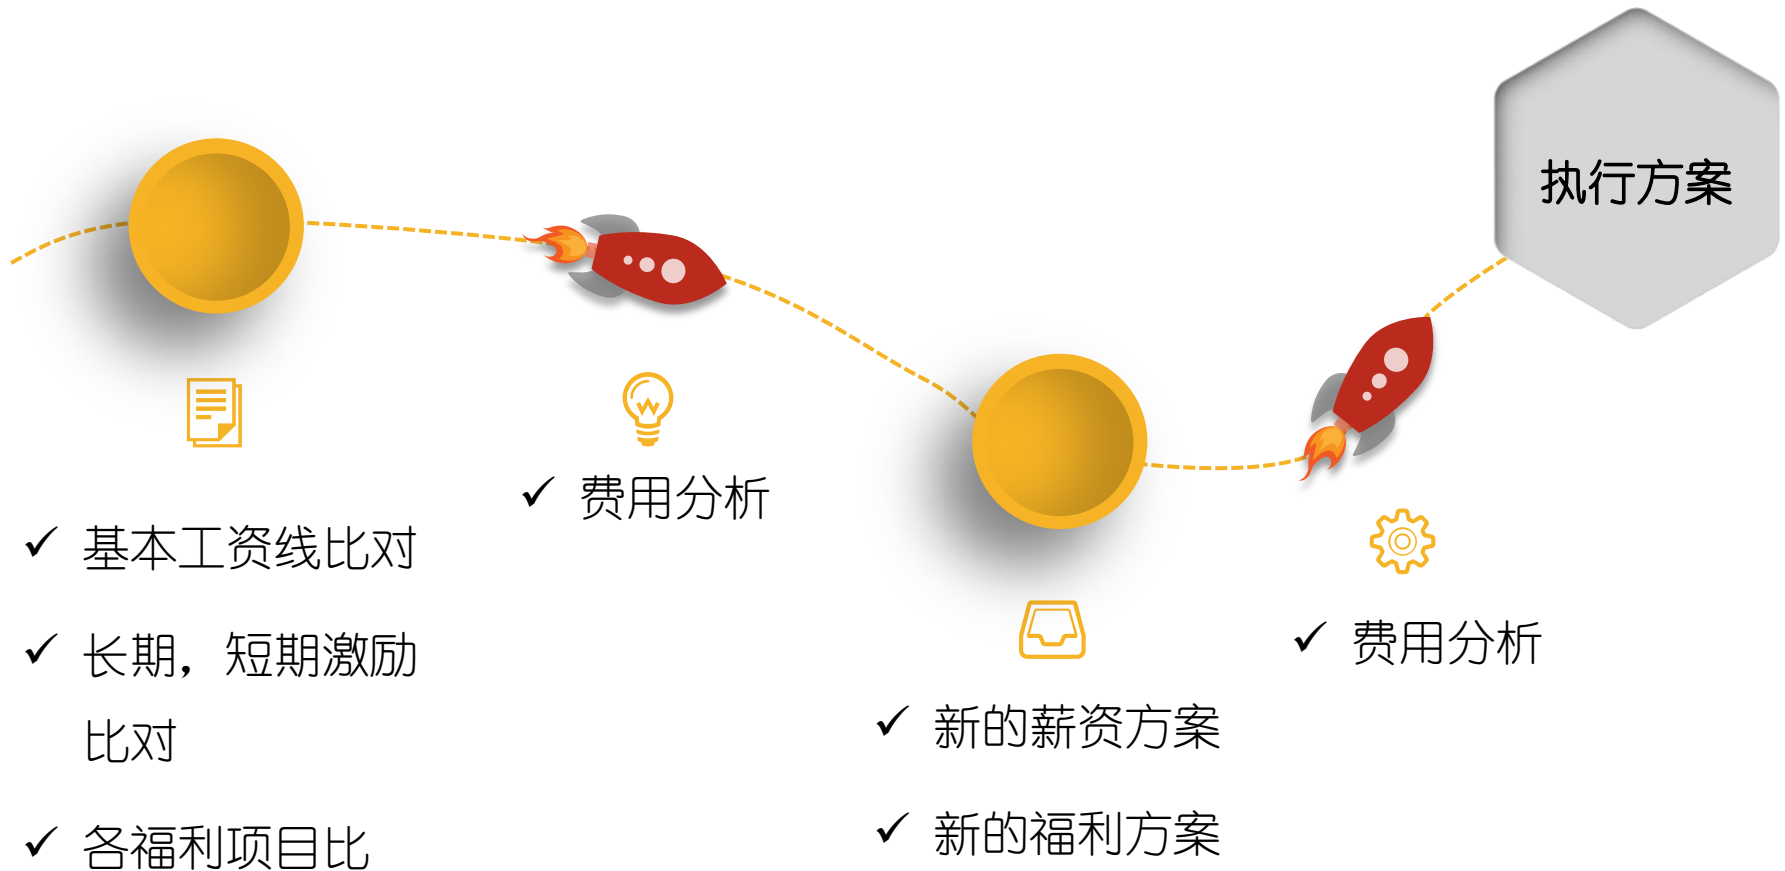 执行方案
✓ 基本工资线比对
✓ 长期，短期激励
比对
✓ 各福利项目比
✓ 费用分析
✓ 新的薪资方案
✓ 新的福利方案
✓ 费用分析